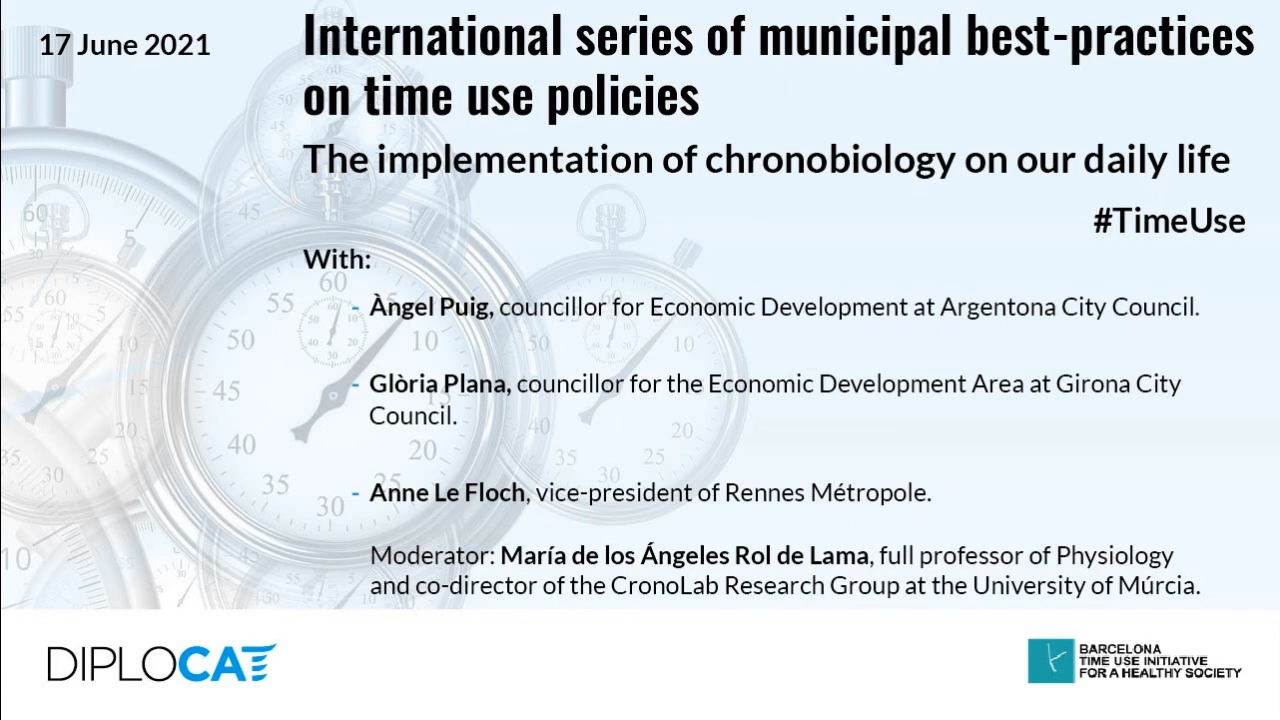 17 June 2021
International series of municipal best-practices
on time use policies
The implementation of chronobiology on our daily life
#TimeUse
With:
- Àngel Puig, councillor for Economic Development at Argentona City Council.
- Glòria Plana, councillor for the Economic Development Area at Girona City
Council.
- Anne Le Floch, vice-president of Rennes Métropole.
Moderator: María de los Ángeles Rol de Lama, full professor of Physiology
and co-director of the CronoLab Research Group at the University of Múrcia.
DIPLOCAT
BARCELONA
TIME USE INITIATIVE
FOR A HEALTHY SOCIETY